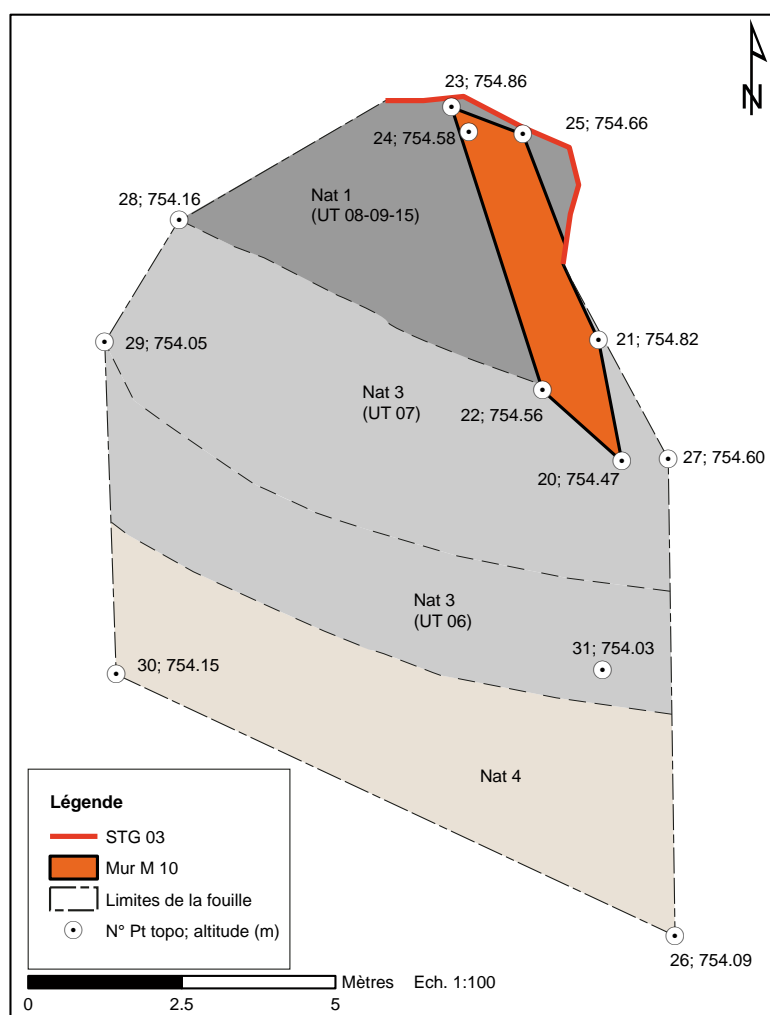 N
23; 754.86
25; 754.66
24; 754.58
Nat 1
(UT 08-09-15)
28; 754.16
29; 754.05
21; 754.82
Nat 3
(UT 07)
22; 754.56
27; 754.60
20; 754.47
Nat 3
(UT 06)
31; 754.03
30; 754.15
Nat 4
Légende
STG 03
Mur M 10
Limites de la fouille
N° Pt topo; altitude (m)
26; 754.09
Mètres Ech. 1:100
0 2.5 5